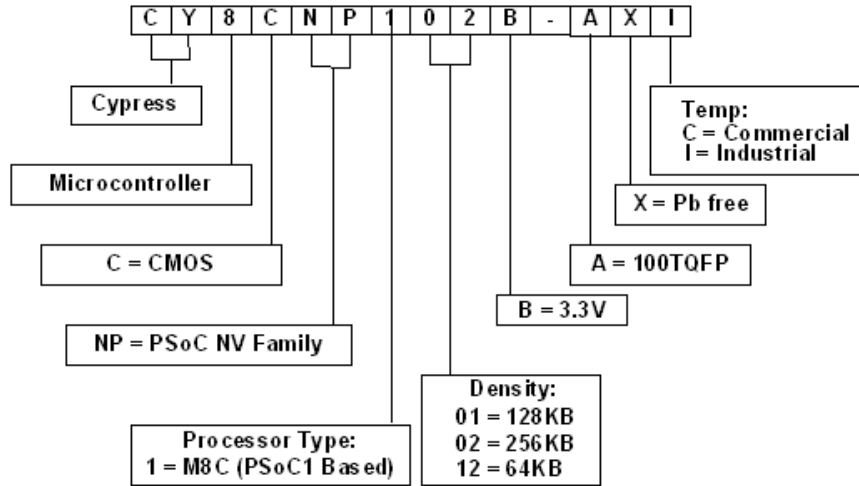 C Y 8 C N P 1 0 2 B - A X I
Cypress
Temp:
C = Commercial
I = Industrial
Microcontroller
X = Pb free
C = CMOS
A = 100TQFP
B = 3.3V
NP = PSoC NV Family
Density:
01 = 128KB
02 = 256KB
12 = 64KB
Processor Type:
1 = M8C (PSoC1 Based)